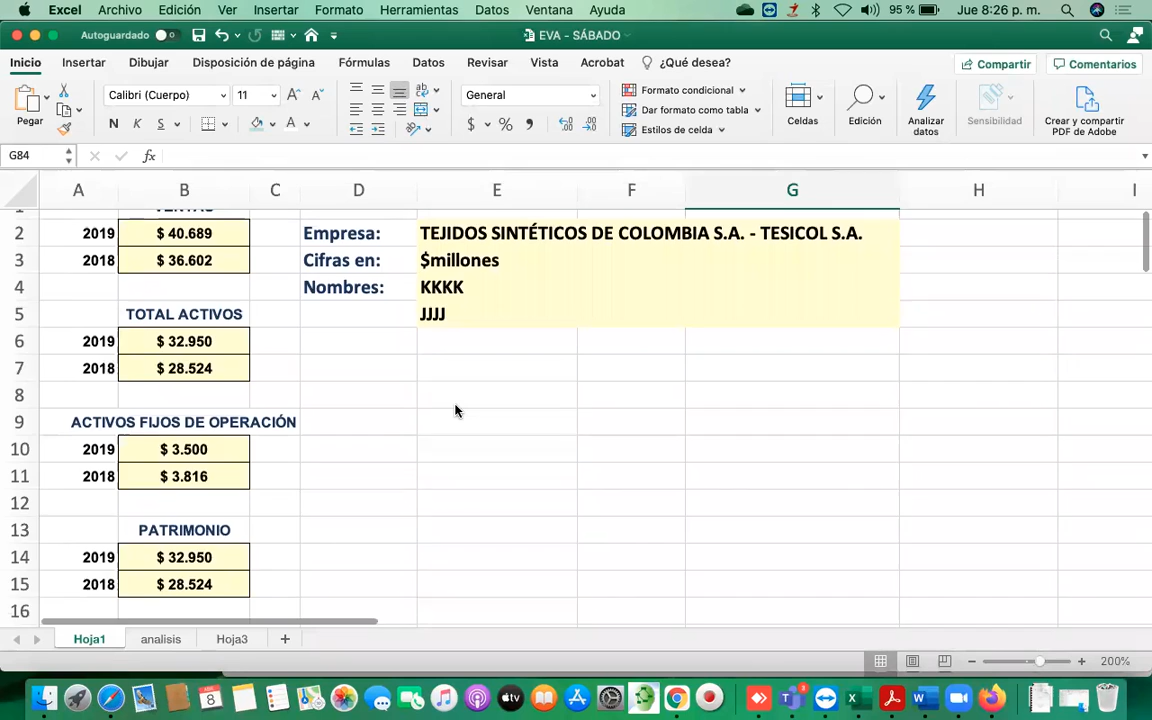 Excel Archivo Edición Ver Insertar Formato Herramientas Datos Ventana Ayuda 95 % Jue 8:26 p. m.
Autoguardado EVA - SÁBADO
Inicio Insertar Dibujar Disposición de página Fórmulas Datos Revisar Vista Acrobat ¿Qué desea? Compartir Comentarios
Pegar Calibri (Cuerpo) 11 General Formato condicional Celdas Edición Analizar datos Sensibilidad Crear y compartir PDF de Adobe
Dar formato como tabla
N K S $ % Estilos de celda
G84 fx
A B C D E F G H I
1
2 2019 $ 40.689 Empresa: TEJIDOS SINTÉTICOS DE COLOMBIA S.A. - TESICOL S.A.
3 2018 $ 36.602 Cifras en: $millones
4 Nombres: KKKK
5 TOTAL ACTIVOS JJJJ
6 2019 $ 32.950
7 2018 $ 28.524
8
9 ACTIVOS FIJOS DE OPERACIÓN
10 2019 $ 3.500
11 2018 $ 3.816
12
13 PATRIMONIO
14 2019 $ 32.950
15 2018 $ 28.524
16
Hoja1 analisis Hoja3
200%